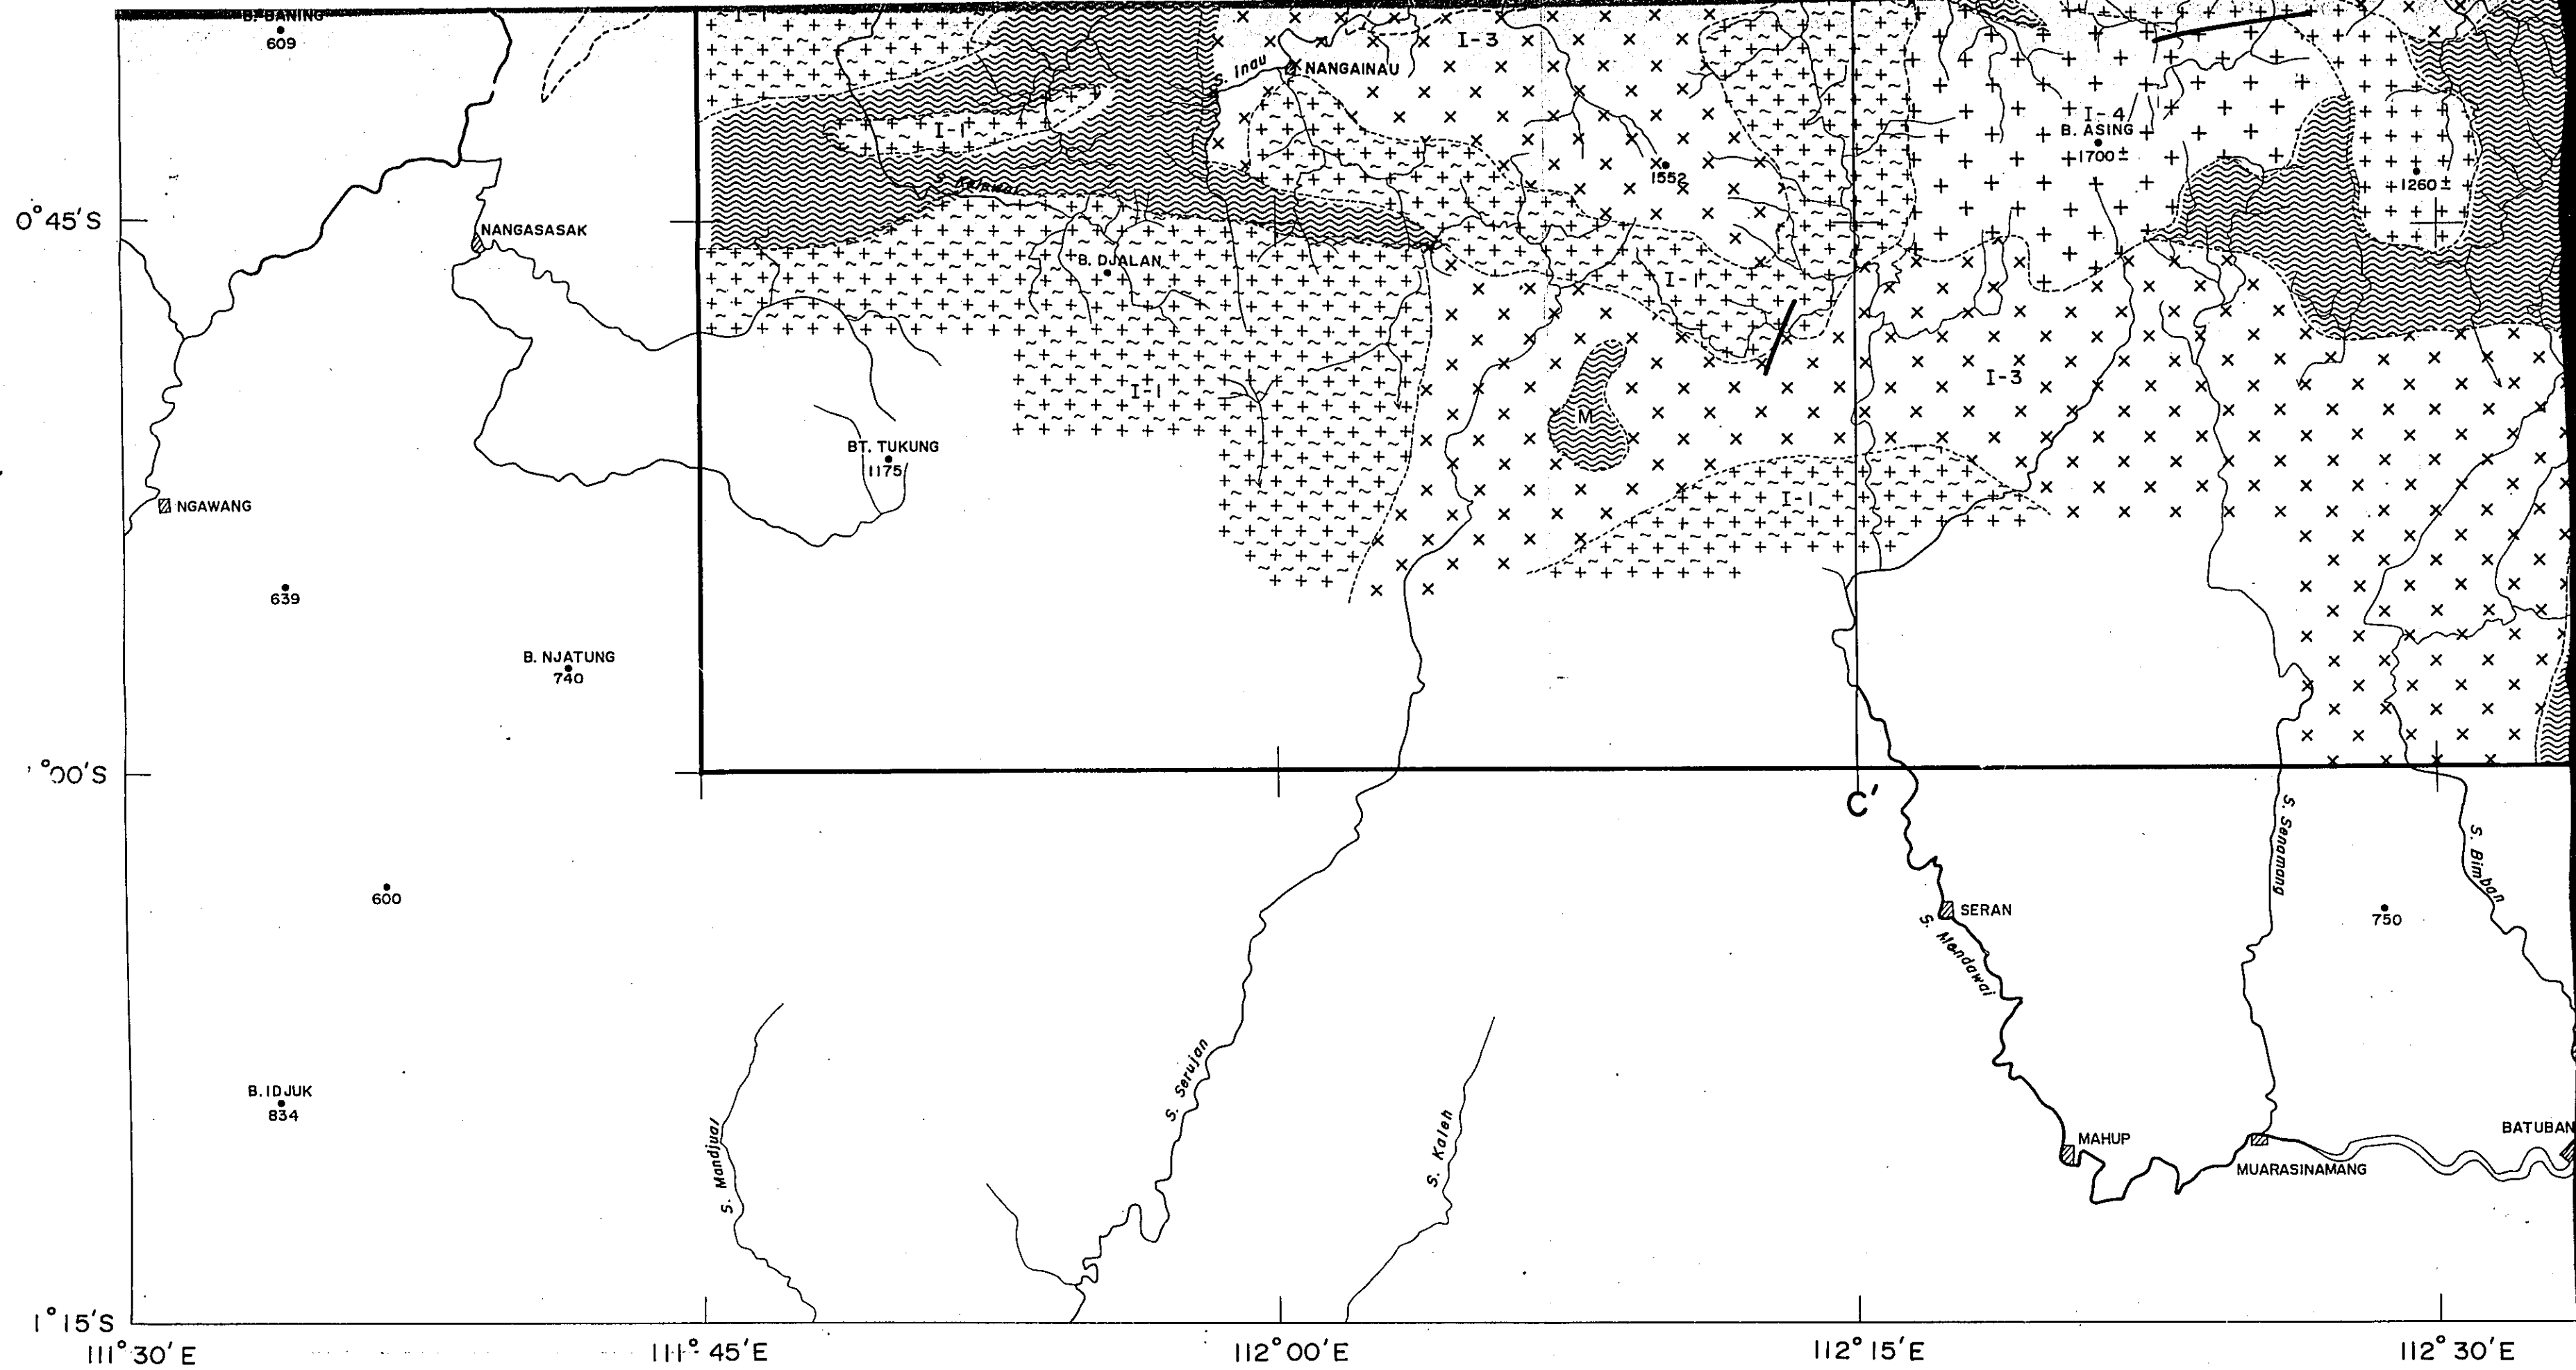 B. BANING
609
I-1
I-3
S. Inau
NANGAINAU
I-1
I-4
B. ASING
1700±
1552
1260±
S. Kalawai
0°45'S
NANGASASAK
B. DJALAN
I-1
I-3
I-1
M
BT. TUKUNG
1175
I-1
NGAWANG
639
B. NJATUNG
740
°00'S
C'
S. Senamang
S. Bimban
600
SERAN
750
S. Mendawai
S. Serujan
B. IDJUK
834
S. Mandjual
S. Kaleh
MAHUP
BATUBAN
MUARASINAMANG
1°15'S
111°30'E
111°45'E
112°00'E
112°15'E
112°30'E